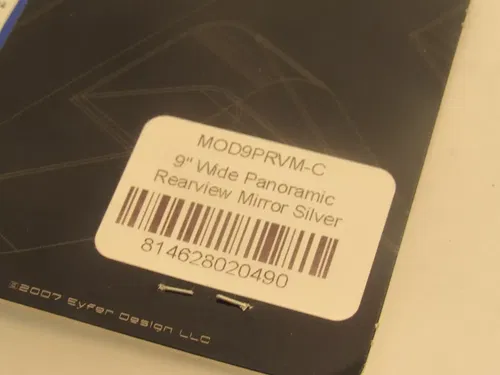 MOD9PRVM-C
9" Wide Panoramic
Rearview Mirror Silver
814628020490
©2007 Eyfer Design LLC